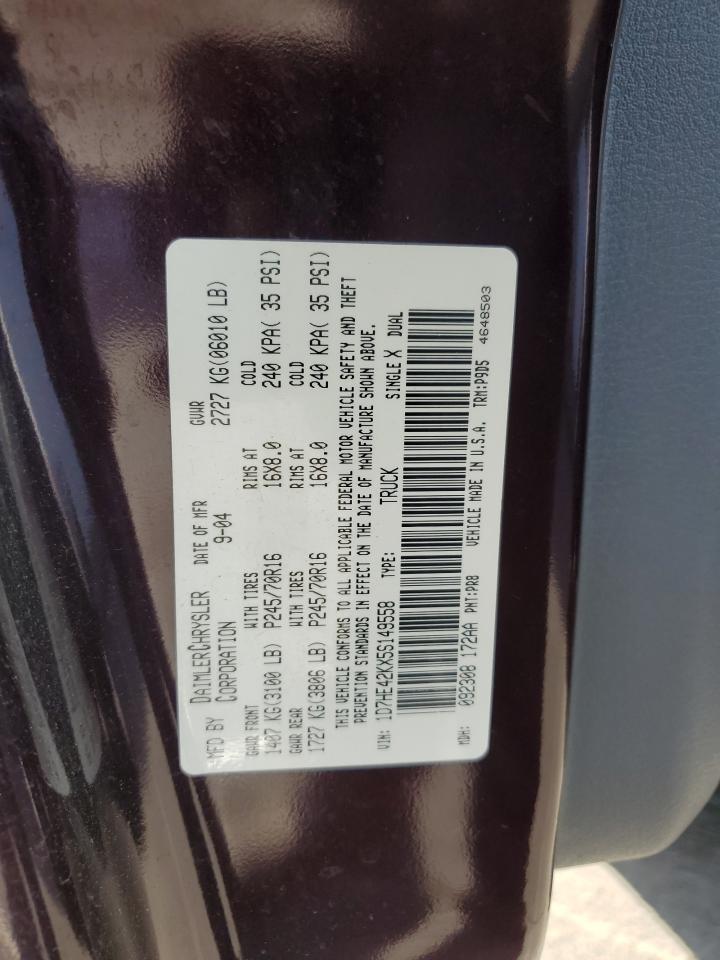 MFD BY DAIMLERCHRYSLER CORPORATION DATE OF MFR 9-04 GVWR 2727 KG(06010 LB)
GAWR FRONT WITH TIRES RIMS AT COLD
1407 KG(3100 LB) P245/70R16 16X8.0 240 KPA( 35 PSI)
GAWR REAR WITH TIRES RIMS AT COLD
1727 KG(3806 LB) P245/70R16 16X8.0 240 KPA( 35 PSI)
THIS VEHICLE CONFORMS TO ALL APPLICABLE FEDERAL MOTOR VEHICLE SAFETY AND THEFT
PREVENTION STANDARDS IN EFFECT ON THE DATE OF MANUFACTURE SHOWN ABOVE.
VIN: 1D7HE42KX5S149558 TYPE: TRUCK SINGLE X DUAL
MDH: 092308 172AA PNT:PR8 VEHICLE MADE IN U.S.A. TRM:P9D5
4648503